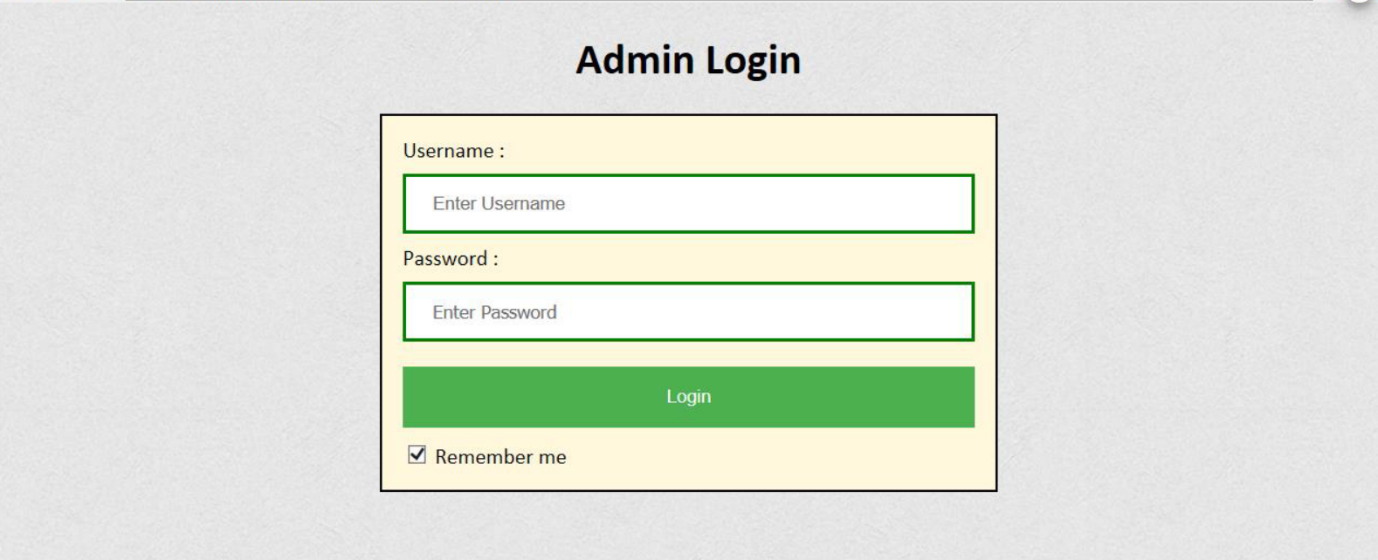 Admin Login
Username :
Enter Username
Password :
Enter Password
Login
Remember me